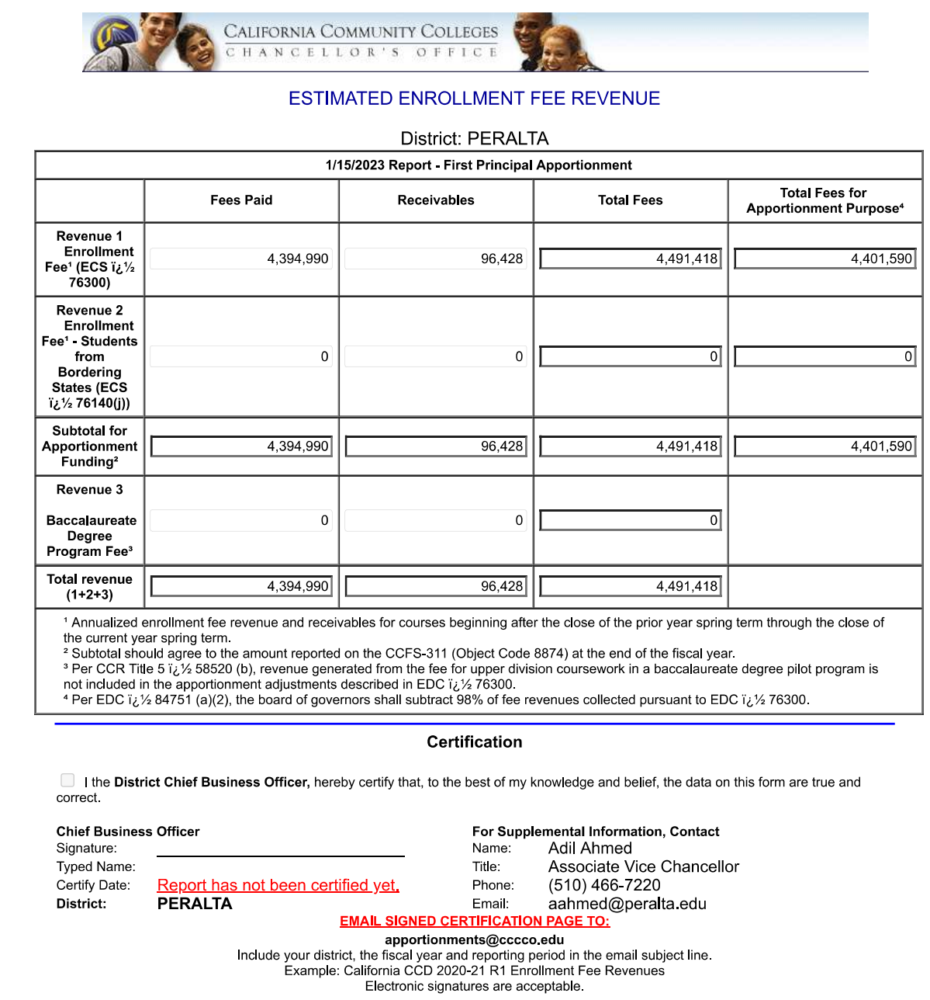 CALIFORNIA COMMUNITY COLLEGES
CHANCELLOR'S OFFICE
ESTIMATED ENROLLMENT FEE REVENUE
District: PERALTA
1/15/2023 Report - First Principal Apportionment
Fees Paid
Receivables
Total Fees
Total Fees for
Apportionment Purpose⁴
Revenue 1
Enrollment
Fee¹ (ECS ï¿½
76300)
4,394,990
96,428
4,491,418
4,401,590
Revenue 2
Enrollment
Fee¹ - Students
from
Bordering
States (ECS
ï¿½ 76140(j))
0
0
0
0
Subtotal for
Apportionment
Funding²
4,394,990
96,428
4,491,418
4,401,590
Revenue 3
Baccalaureate
Degree
Program Fee³
0
0
0
Total revenue
(1+2+3)
4,394,990
96,428
4,491,418
¹ Annualized enrollment fee revenue and receivables for courses beginning after the close of the prior year spring term through the close of
the current year spring term.
² Subtotal should agree to the amount reported on the CCFS-311 (Object Code 8874) at the end of the fiscal year.
³ Per CCR Title 5 ï¿½ 58520 (b), revenue generated from the fee for upper division coursework in a baccalaureate degree pilot program is
not included in the apportionment adjustments described in EDC ï¿½ 76300.
⁴ Per EDC ï¿½ 84751 (a)(2), the board of governors shall subtract 98% of fee revenues collected pursuant to EDC ï¿½ 76300.
Certification
I the District Chief Business Officer, hereby certify that, to the best of my knowledge and belief, the data on this form are true and
correct.
Chief Business Officer
Signature:
Typed Name:
Certify Date: Report has not been certified yet.
District: PERALTA
For Supplemental Information, Contact
Name: Adil Ahmed
Title: Associate Vice Chancellor
Phone: (510) 466-7220
Email: aahmed@peralta.edu
EMAIL SIGNED CERTIFICATION PAGE TO:
apportionments@cccco.edu
Include your district, the fiscal year and reporting period in the email subject line.
Example: California CCD 2020-21 R1 Enrollment Fee Revenues
Electronic signatures are acceptable.